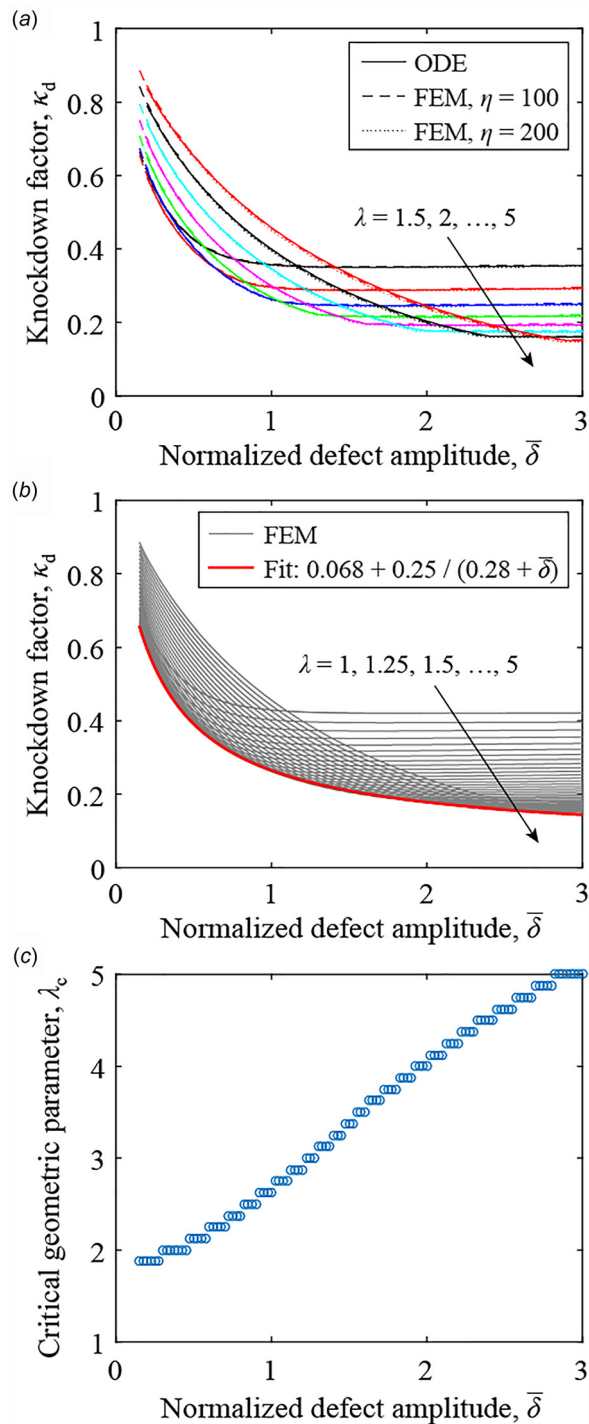 (a)
1
0.8
0.6
0.4
0.2
0
Knockdown factor, κd
ODE
FEM, η = 100
FEM, η = 200
λ = 1.5, 2, …, 5
0 1 2 3
Normalized defect amplitude, δ̄
(b)
1
0.8
0.6
0.4
0.2
0
Knockdown factor, κd
FEM
Fit: 0.068 + 0.25 / (0.28 + δ̄)
λ = 1, 1.25, 1.5, …, 5
0 1 2 3
Normalized defect amplitude, δ̄
(c)
5
4
3
2
1
Critical geometric parameter, λc
0 1 2 3
Normalized defect amplitude, δ̄